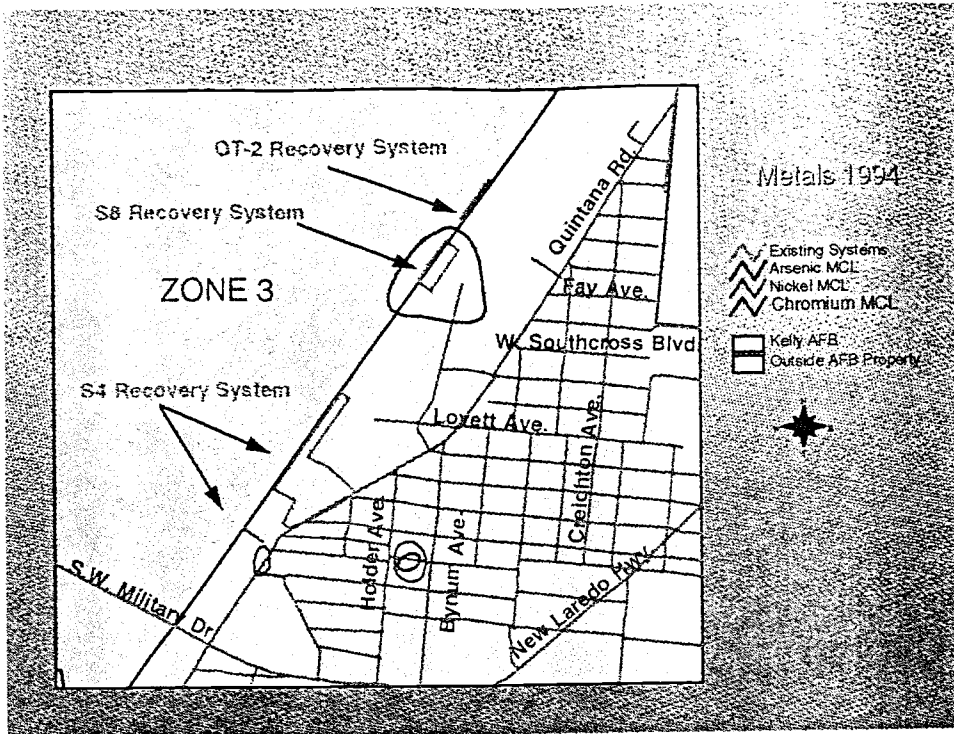 OT-2 Recovery System
S8 Recovery System
ZONE 3
S4 Recovery System
S.W. Military Dr
Quintana Rd.
Fay Ave.
W. Southcross Blvd
Lovett Ave.
Creighton Ave.
Holder Ave.
Bynum Ave.
New Laredo Hwy.
Metals 1994
Existing Systems
Arsenic MCL
Nickel MCL
Chromium MCL
Kelly AFB
Outside AFB Property